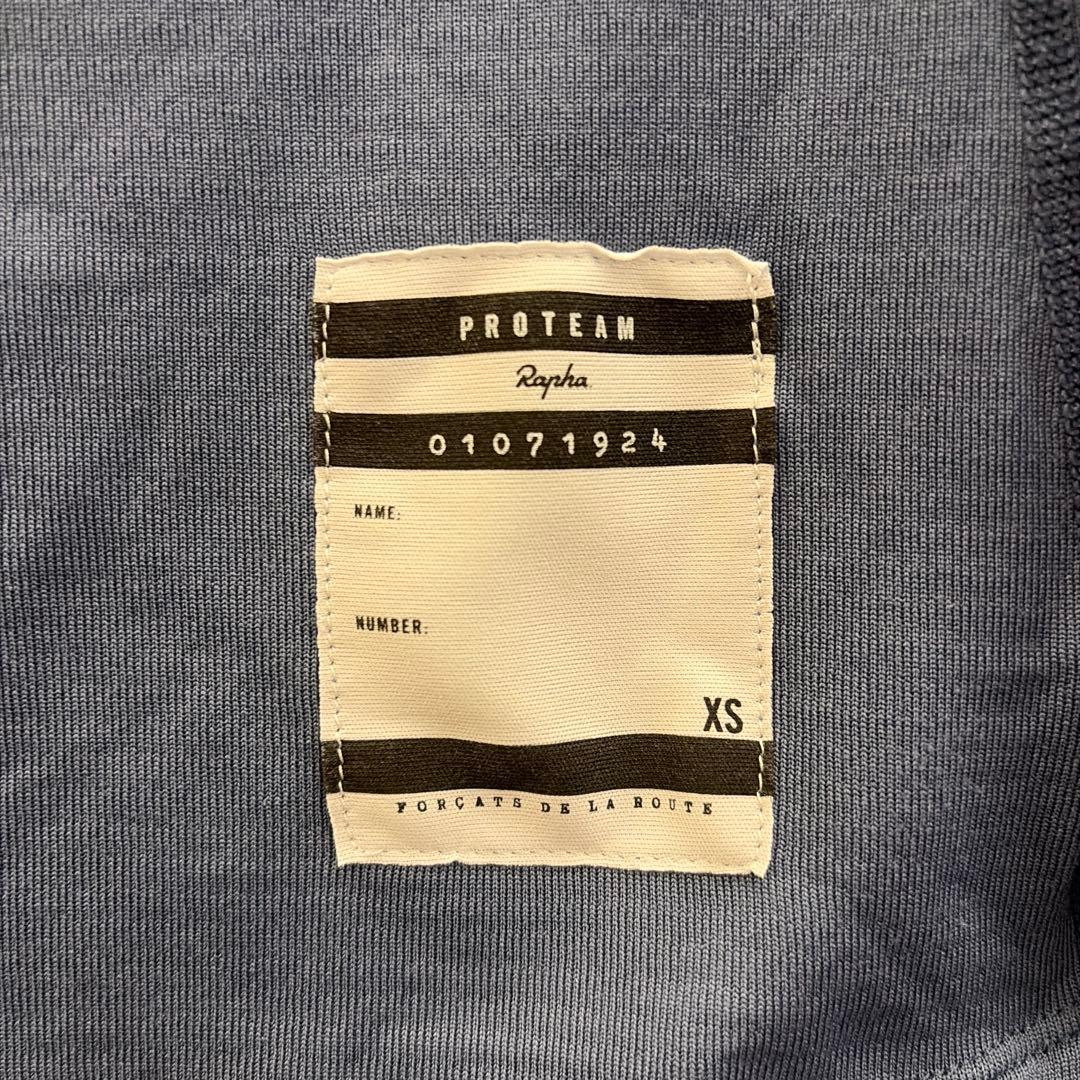 PROTEAM
Rapha
01071924
NAME:
NUMBER:
XS
FORÇATS DE LA ROUTE